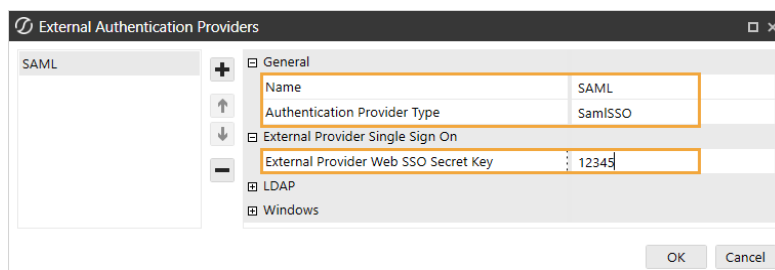 External Authentication Providers
SAML
General
Name SAML
Authentication Provider Type SamlSSO
External Provider Single Sign On
External Provider Web SSO Secret Key 12345
LDAP
Windows
OK Cancel